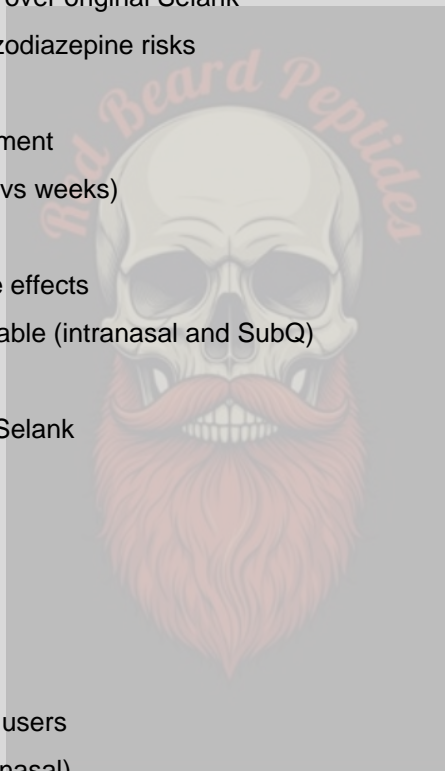 over original Selank
zodiazepine risks
Red Beard Peptides
ment
vs weeks)
e effects
able (intranasal and SubQ)
Selank
users
nasal)